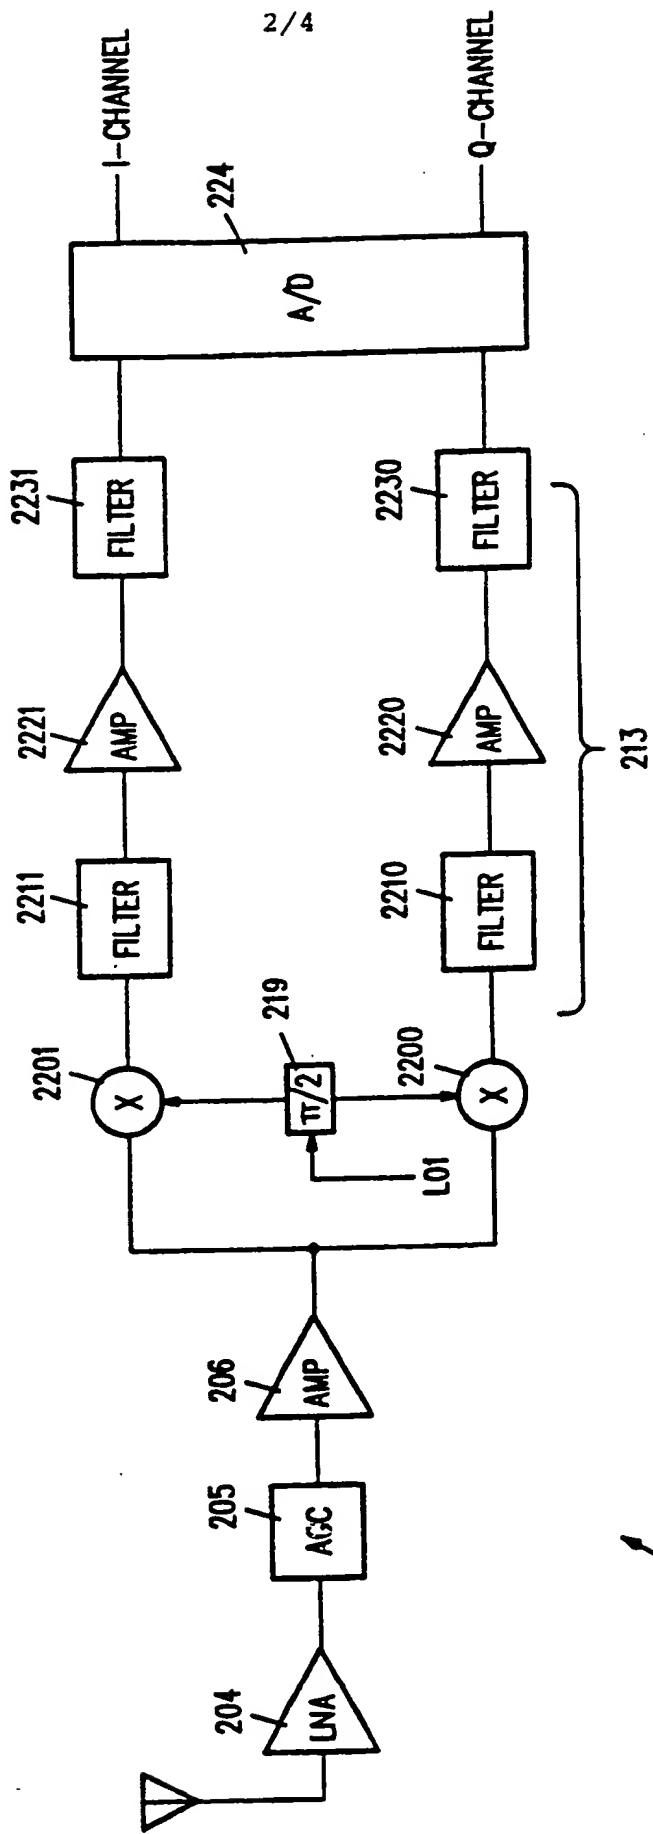 2/4
204
LNA
205
AGC
206
AMP
2201
X
219
π/2
LO1
2200
X
2211
FILTER
2221
AMP
2231
FILTER
2210
FILTER
2220
AMP
2230
FILTER
213
224
A/D
I-CHANNEL
Q-CHANNEL